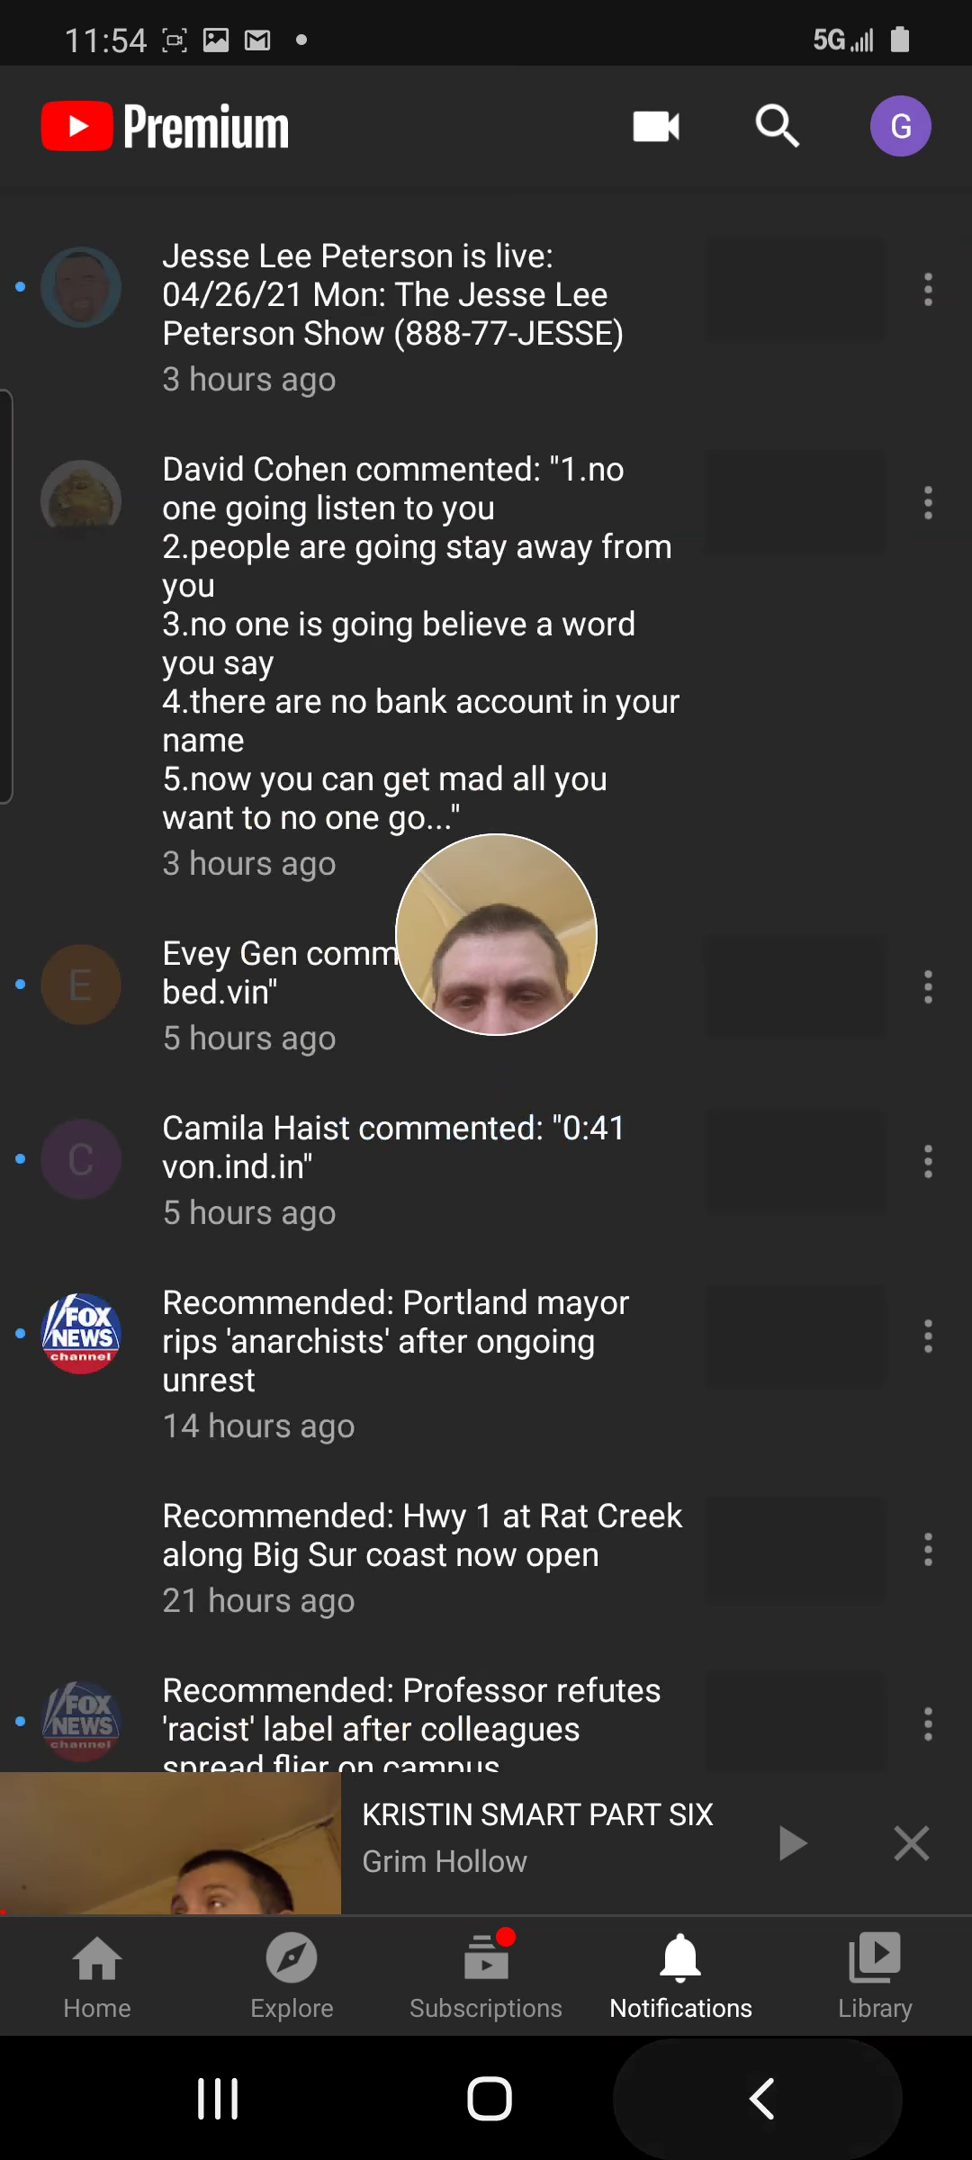 11:54
5G
Premium
G
Jesse Lee Peterson is live:
04/26/21 Mon: The Jesse Lee
Peterson Show (888-77-JESSE)
3 hours ago
David Cohen commented: "1.no
one going listen to you
2.people are going stay away from
you
3.no one is going believe a word
you say
4.there are no bank account in your
name
5.now you can get mad all you
want to no one go..."
3 hours ago
E
Evey Gen comm
bed.vin"
5 hours ago
C
Camila Haist commented: "0:41
von.ind.in"
5 hours ago
FOX
NEWS
channel
Recommended: Portland mayor
rips 'anarchists' after ongoing
unrest
14 hours ago
Recommended: Hwy 1 at Rat Creek
along Big Sur coast now open
21 hours ago
FOX
NEWS
channel
Recommended: Professor refutes
'racist' label after colleagues
spread flier on campus
KRISTIN SMART PART SIX
Grim Hollow
Home
Explore
Subscriptions
Notifications
Library